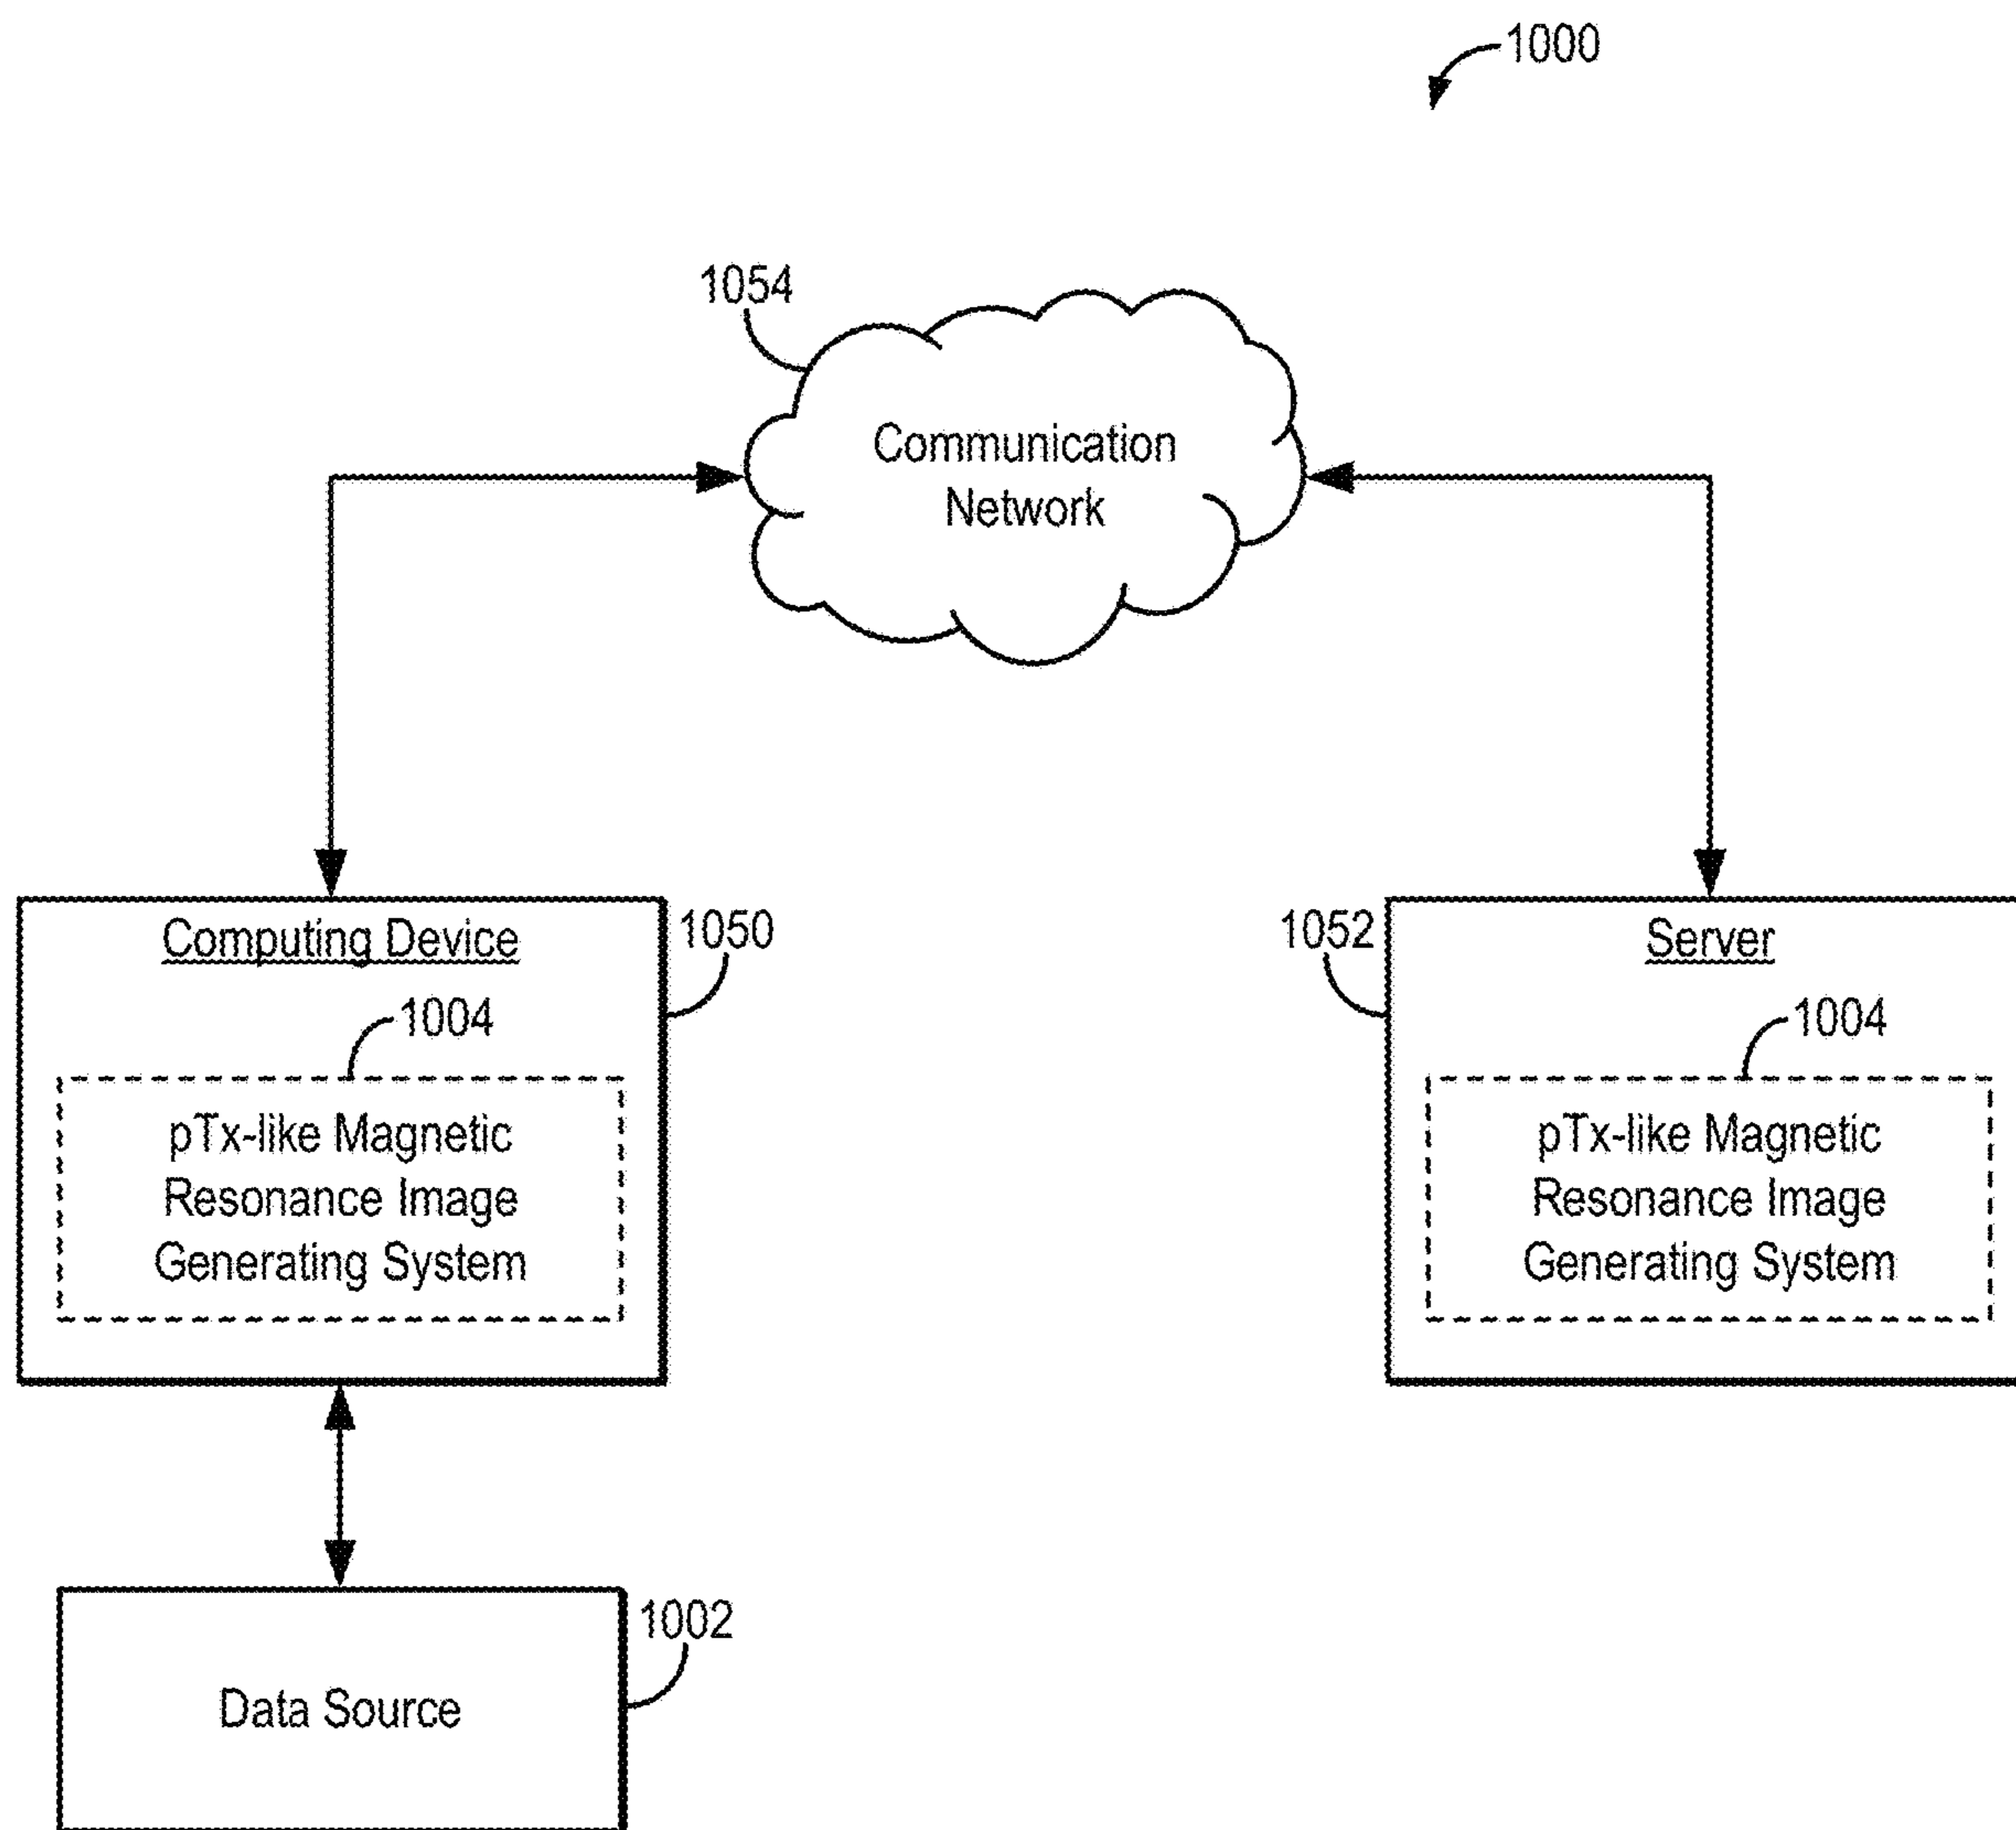 1000
1054
Communication
Network
Computing Device
1050
1004
pTx-like Magnetic
Resonance Image
Generating System
1052
Server
1004
pTx-like Magnetic
Resonance Image
Generating System
1002
Data Source